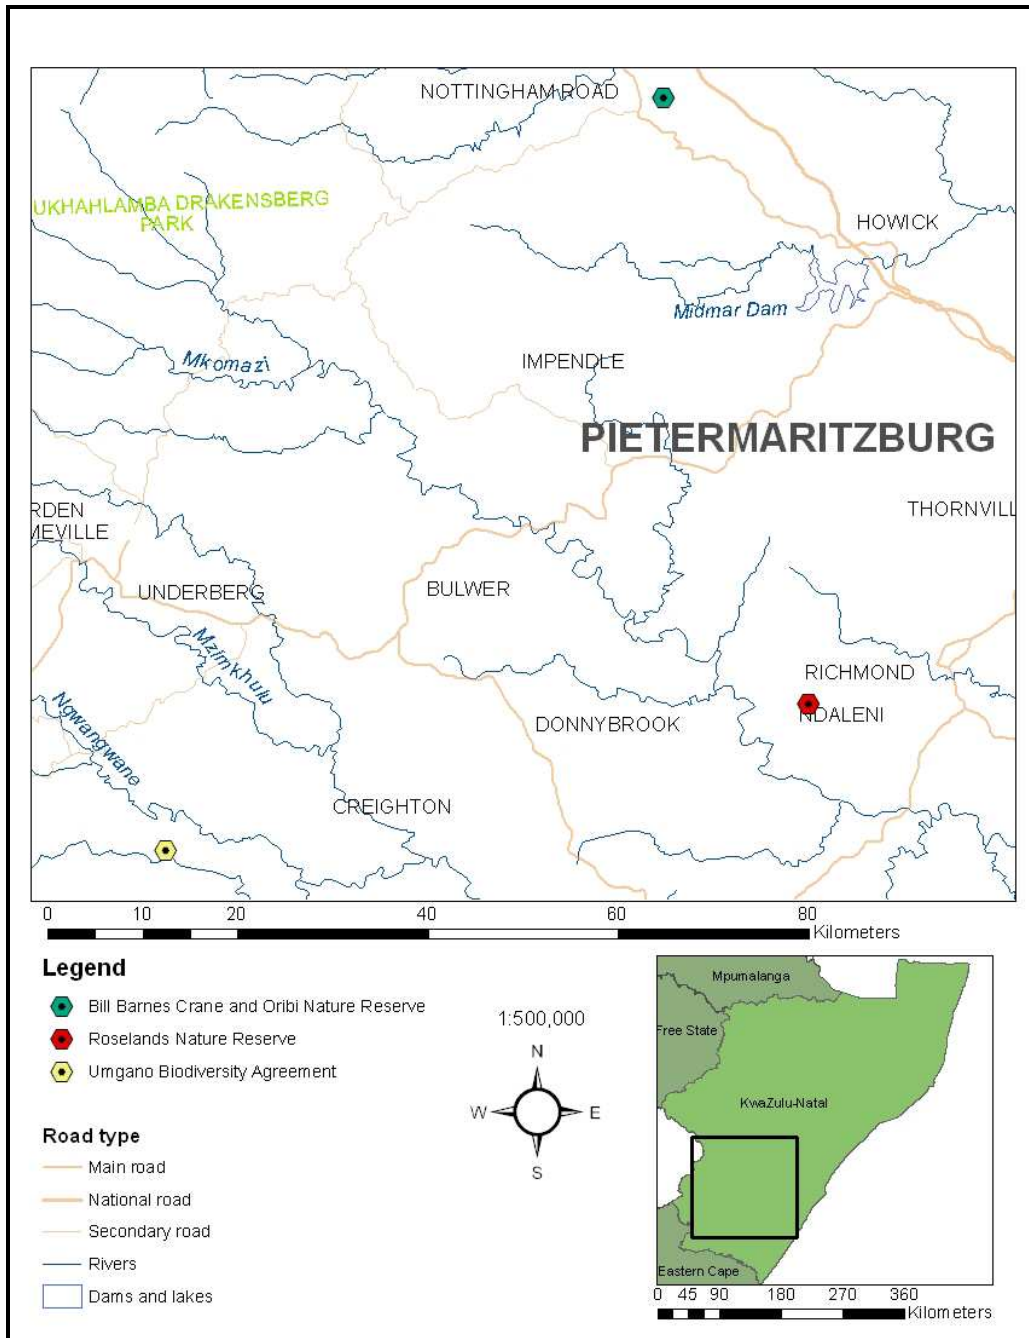 NOTTINGHAM ROAD
UKHAHLAMBA DRAKENSBERG
PARK
HOWICK
Midmar Dam
Mkomazi
IMPENDLE
PIETERMARITZBURG
RDEN
MEVILLE
THORNVILL
UNDERBERG
BULWER
Mzimkhulu
RICHMOND
NDALENI
Ngwangwane
DONNYBROOK
CREIGHTON
0 10 20 40 60 80
Kilometers
Legend
Bill Barnes Crane and Oribi Nature Reserve
Roselands Nature Reserve
Umgano Biodiversity Agreement
Road type
Main road
National road
Secondary road
Rivers
Dams and lakes
1:500,000
N
W E
S
Mpumalanga
Free State
KwaZulu-Natal
Eastern Cape
0 45 90 180 270 360
Kilometers